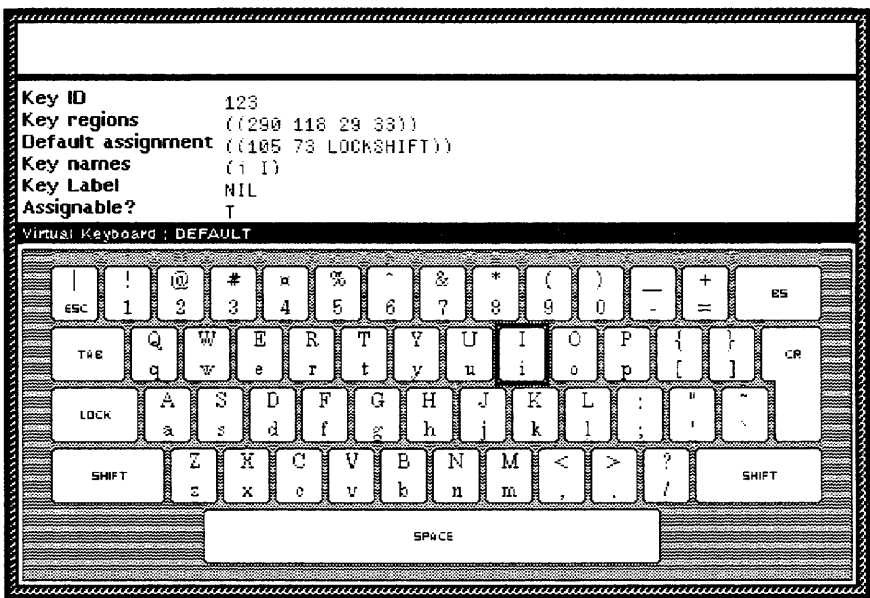 Key ID 123
Key regions ((290 118 29 33))
Default assignment ((105 73 LOCKSHIFT))
Key names (i I)
Key Label NIL
Assignable? T
Virtual Keyboard : DEFAULT
| ! @ # ¤ % ^ & * ( ) — +
ESC 1 2 3 4 5 6 7 8 9 0 - = BS
TAB Q W E R T Y U I O P { } CR
q w e r t y u i o p [ ]
LOCK A S D F G H J K L : " ~
a s d f g h j k l ; ' `
SHIFT Z X C V B N M < > ? SHIFT
z x c v b n m , . /
SPACE